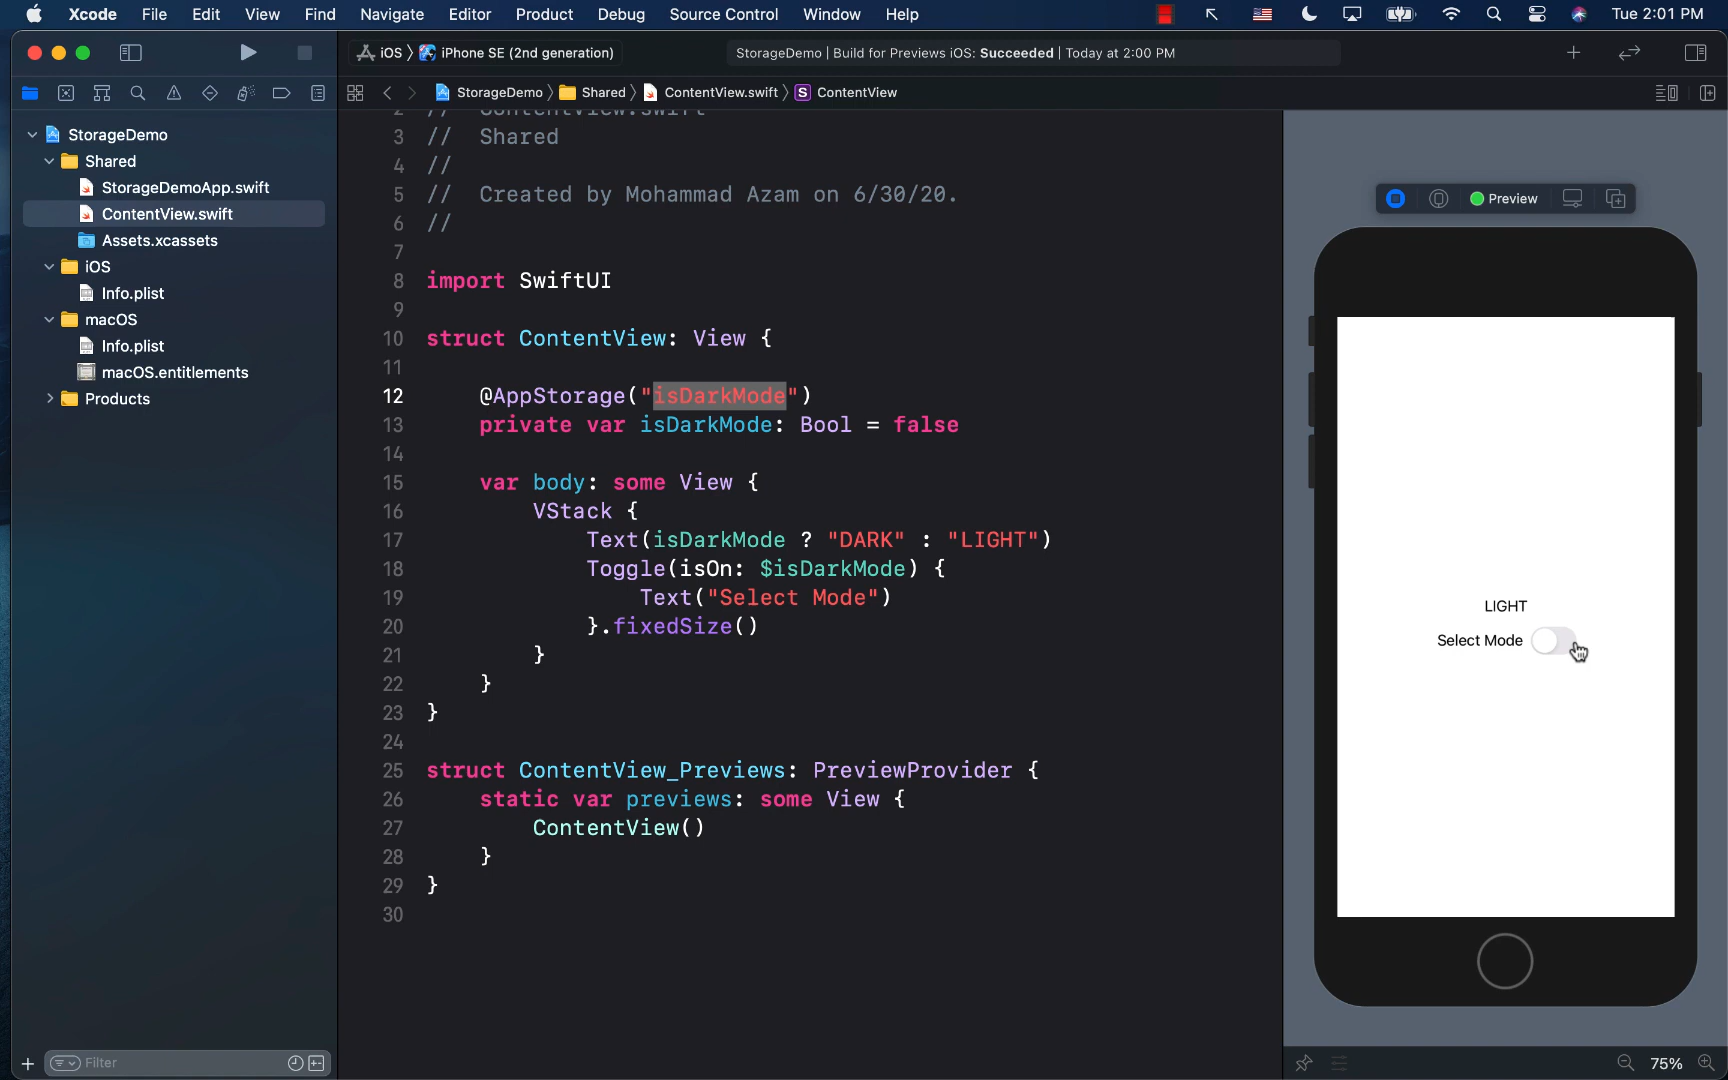 Xcode File Edit View Find Navigate Editor Product Debug Source Control Window Help Tue 2:01 PM
iOS 〉 iPhone SE (2nd generation) StorageDemo | Build for Previews iOS: Succeeded | Today at 2:00 PM
StorageDemo 〉 Shared 〉 ContentView.swift 〉 S ContentView
StorageDemo
Shared
StorageDemoApp.swift
ContentView.swift
Assets.xcassets
iOS
Info.plist
macOS
Info.plist
macOS.entitlements
Products
Filter
2 // ContentView.swift
3 // Shared
4 //
5 // Created by Mohammad Azam on 6/30/20.
6 //
7
8 import SwiftUI
9
10 struct ContentView: View {
11
12 @AppStorage("isDarkMode")
13 private var isDarkMode: Bool = false
14
15 var body: some View {
16 VStack {
17 Text(isDarkMode ? "DARK" : "LIGHT")
18 Toggle(isOn: $isDarkMode) {
19 Text("Select Mode")
20 }.fixedSize()
21 }
22 }
23 }
24
25 struct ContentView_Previews: PreviewProvider {
26 static var previews: some View {
27 ContentView()
28 }
29 }
30
Preview
LIGHT
Select Mode
75%